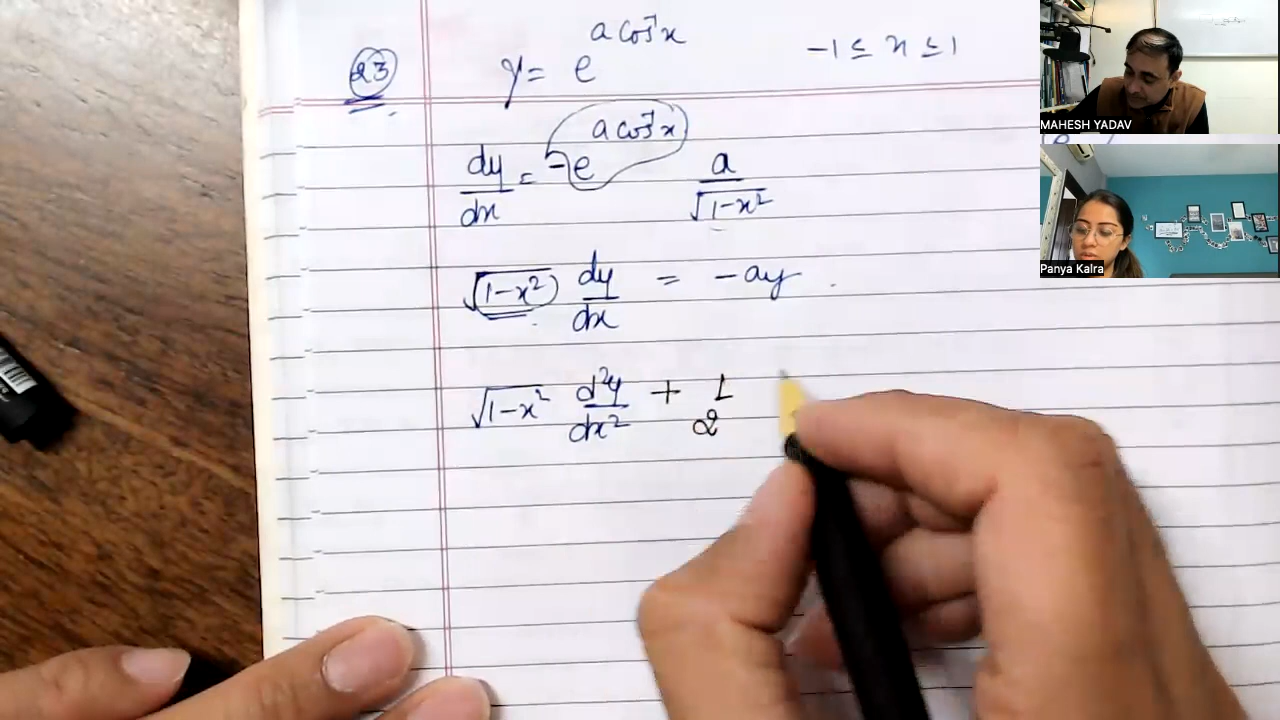 23
y = e^{a cos⁻¹x}    -1 ≤ x ≤ 1
dy/dx = -e^{a cos⁻¹x}  a/√(1-x²)
√(1-x²) dy/dx = -ay
√(1-x²) d²y/dx² + 1/2
MAHESH YADAV
Panya Kalra